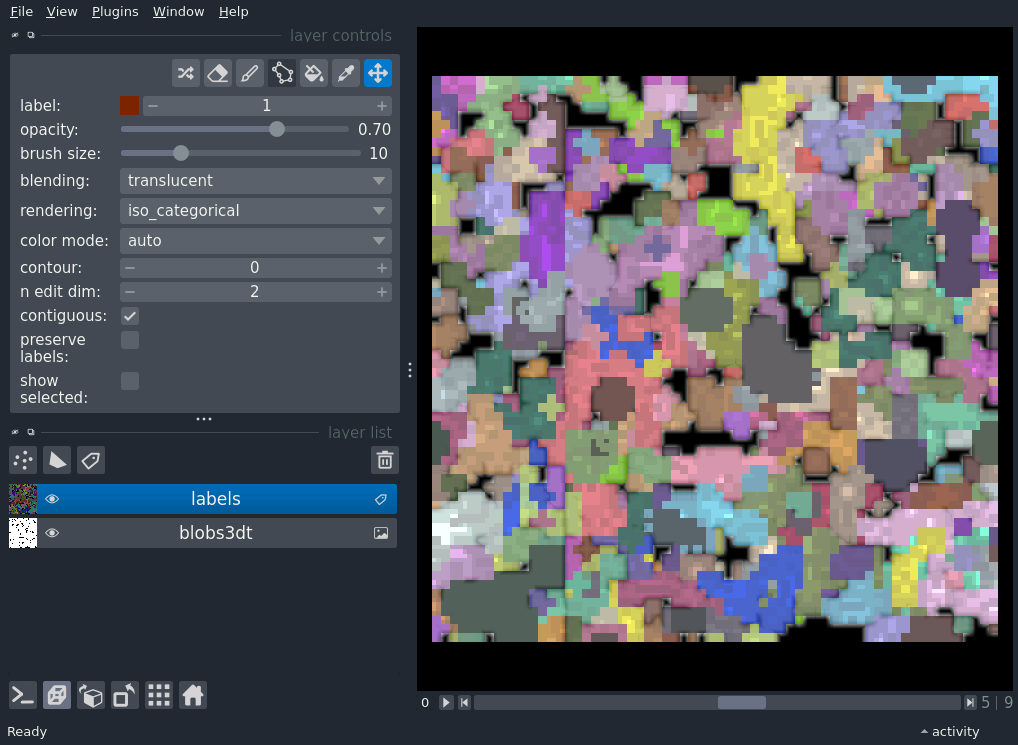 File View Plugins Window Help
layer controls
label: 1
opacity: 0.70
brush size: 10
blending: translucent
rendering: iso_categorical
color mode: auto
contour: 0
n edit dim: 2
contiguous:
preserve
labels:
show
selected:
layer list
labels
blobs3dt
0 5 | 9
Ready activity